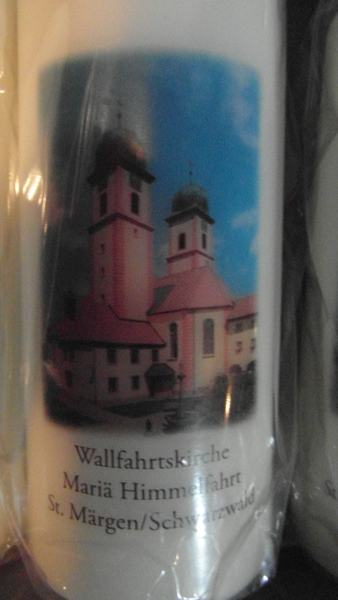 Wallfahrtskirche
Mariä Himmelfahrt
St. Märgen/Schwarzwald